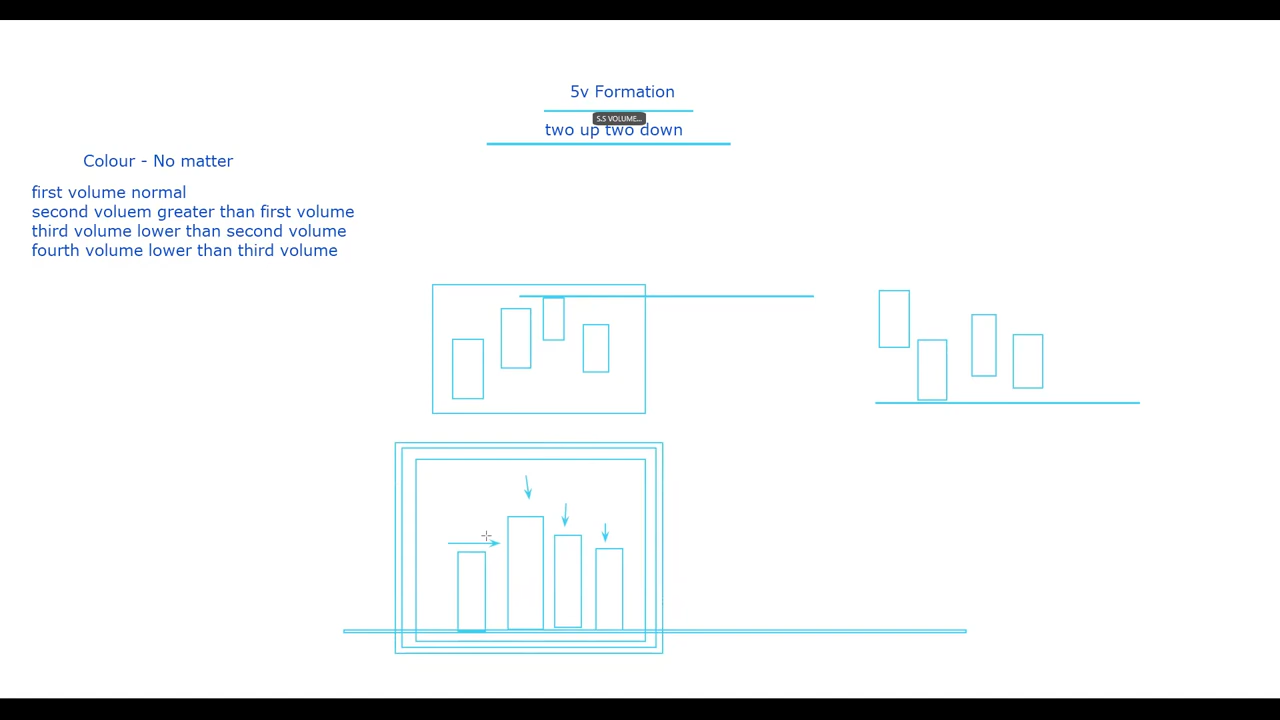 5v Formation
S.S VOLUME...
two up two down
Colour - No matter
first volume normal
second voluem greater than first volume
third volume lower than second volume
fourth volume lower than third volume